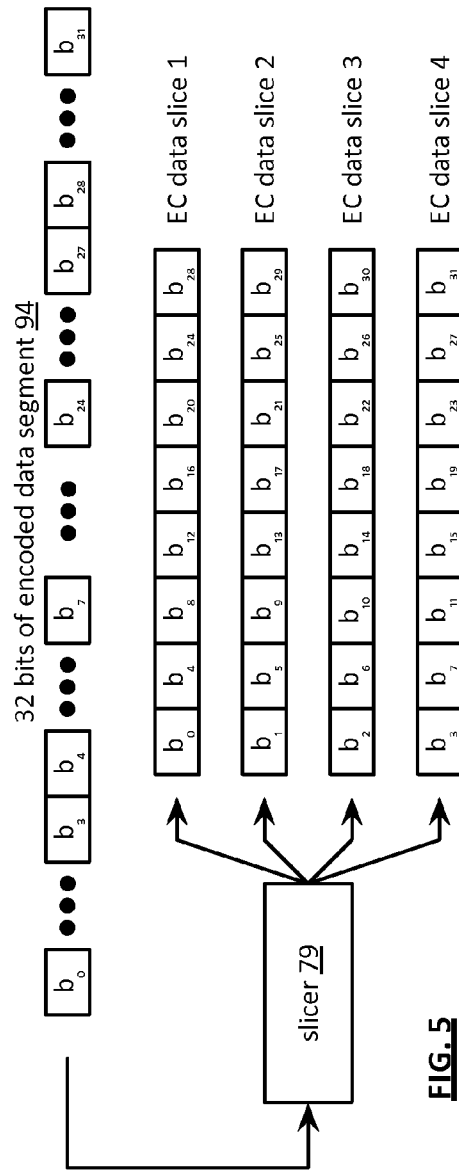 32 bits of encoded data segment 94
b0 ●●● b3 b4 ●●● b7 ●●● b24 ●●● b27 b28 ●●● b31
b0 b4 b8 b12 b16 b20 b24 b28 EC data slice 1
b1 b5 b9 b13 b17 b21 b25 b29 EC data slice 2
b2 b6 b10 b14 b18 b22 b26 b30 EC data slice 3
b3 b7 b11 b15 b19 b23 b27 b31 EC data slice 4
slicer 79
FIG. 5